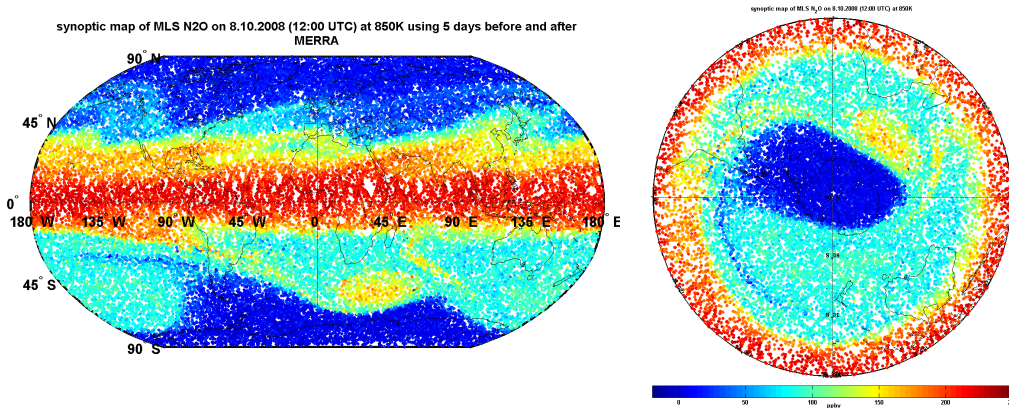 synoptic map of MLS N2O on 8.10.2008 (12:00 UTC) at 850K using 5 days before and after
MERRA
90° N
45° N
0°
180° W 135° W 90° W 45° W 0 45° E 90° E 135° E 180° E
45° S
90° S
synoptic map of MLS N2O on 8.10.2008 (12:00 UTC) at 850K
0 50 100 150 200
ppbv